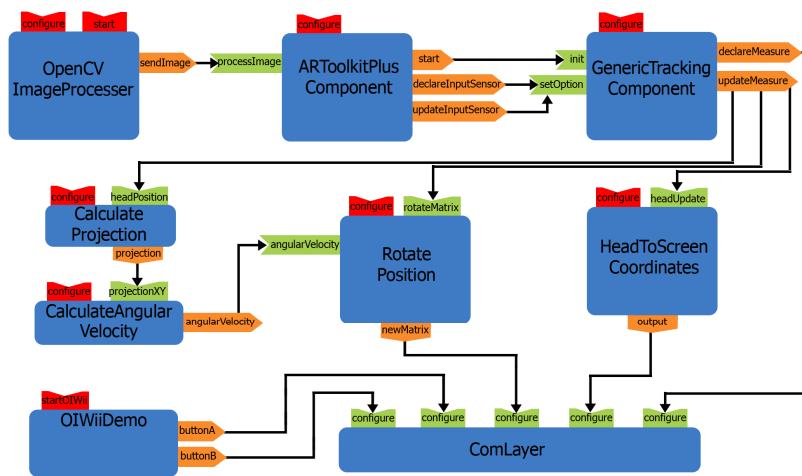 configure
start
OpenCV
ImageProcesser
sendImage
processImage
configure
ARToolkitPlus
Component
start
declareInputSensor
updateInputSensor
init
setOption
configure
GenericTracking
Component
declareMeasure
updateMeasure
configure
headPosition
Calculate
Projection
projection
configure
projectionXY
CalculateAngular
Velocity
angularVelocity
angularVelocity
configure
rotateMatrix
Rotate
Position
newMatrix
configure
headUpdate
HeadToScreen
Coordinates
output
startOIWii
OIWiiDemo
buttonA
buttonB
configure
configure
configure
configure
configure
ComLayer